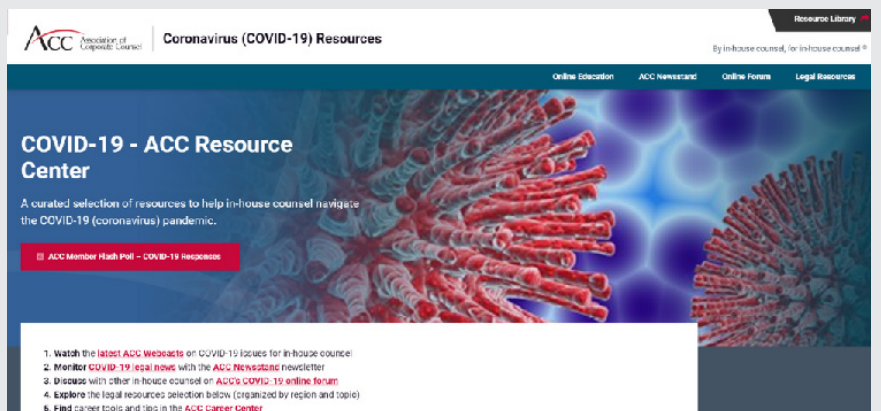 Resource Library
ACC Association of
Corporate Counsel
Coronavirus (COVID-19) Resources
By in-house counsel, for in-house counsel ®
Online Education ACC Newsstand Online Forum Legal Resources
COVID-19 - ACC Resource
Center
A curated selection of resources to help in-house counsel navigate
the COVID-19 (coronavirus) pandemic.
ACC Member Flash Poll – COVID-19 Responses
1. Watch the latest ACC Webcasts on COVID-19 issues for in-house counsel
2. Monitor COVID-19 legal news with the ACC Newsstand newsletter
3. Discuss with other in-house counsel on ACC's COVID-19 online forum
4. Explore the legal resources selection below (organized by region and topic)
5. Find career tools and tips in the ACC Career Center